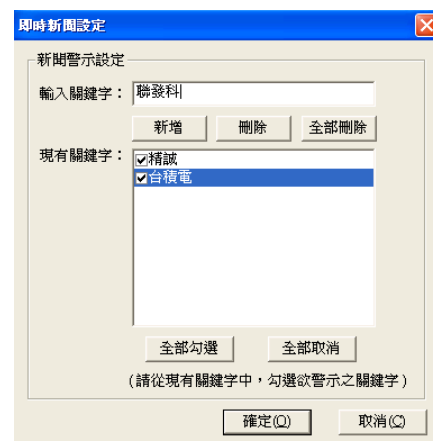 即時新聞設定
新聞警示設定
輸入關鍵字：聯發科
新增 刪除 全部刪除
現有關鍵字：精誠
台積電
全部勾選 全部取消
(請從現有關鍵字中，勾選欲警示之關鍵字)
確定(O) 取消(C)